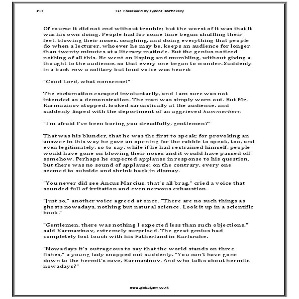 The Possessed by Fyodor Dostoevsky
Of course it did not end without trouble; but the worst of it was that it
was his own doing. People had for some time begun shuffling their
feet, blowing their noses, coughing, and doing everything that people
do when a lecturer, whoever he may be, keeps an audience for longer
than twenty minutes at a literary matinée. But the genius noticed
nothing of all this. He went on lisping and mumbling, without giving a
thought to the audience, so that every one began to wonder. Suddenly
in a back row a solitary but loud voice was heard:
"Good Lord, what nonsense!"
The exclamation escaped involuntarily, and I am sure was not
intended as a demonstration. The man was simply worn out. But Mr.
Karmazinov stopped, looked sarcastically at the audience, and
suddenly lisped with the deportment of an aggrieved kammerherr.
"I'm afraid I've been boring you dreadfully, gentlemen?"
That was his blunder, that he was the first to speak; for provoking an
answer in this way he gave an opening for the rabble to speak, too, and
even legitimately, so to say, while if he had restrained himself, people
would have gone on blowing their noses and it would have passed off
somehow. Perhaps he expected applause in response to his question,
but there was no sound of applause; on the contrary, every one
seemed to subside and shrink back in dismay.
"You never did see Ancus Marcius, that's all brag," cried a voice that
sounded full of irritation and even nervous exhaustion.
"Just so," another voice agreed at once. "There are no such things as
ghosts nowadays, nothing but natural science. Look it up in a scientific
book."
"Gentlemen, there was nothing I expected less than such objections,"
said Karmazinov, extremely surprised. The great genius had
completely lost touch with his Fatherland in Karlsruhe.
"Nowadays it's outrageous to say that the world stands on three
fishes," a young lady snapped out suddenly. "You can't have gone
down to the hermit's cave, Karmazinov. And who talks about hermits
nowadays?"